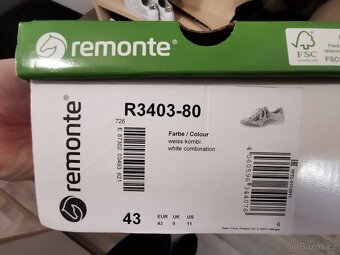 remonte®
FSC
R3403-80
726
Farbe / Colour
weiss kombi
white combination
remonte®
43
EUR UK US
43 9 11
6